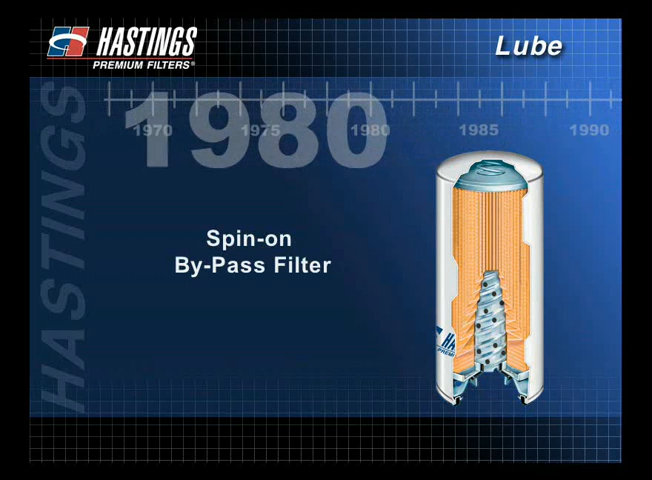 HASTINGS
PREMIUM FILTERS®
Lube
HASTINGS
1980
1970 1975 1980 1985 1990
Spin-on
By-Pass Filter